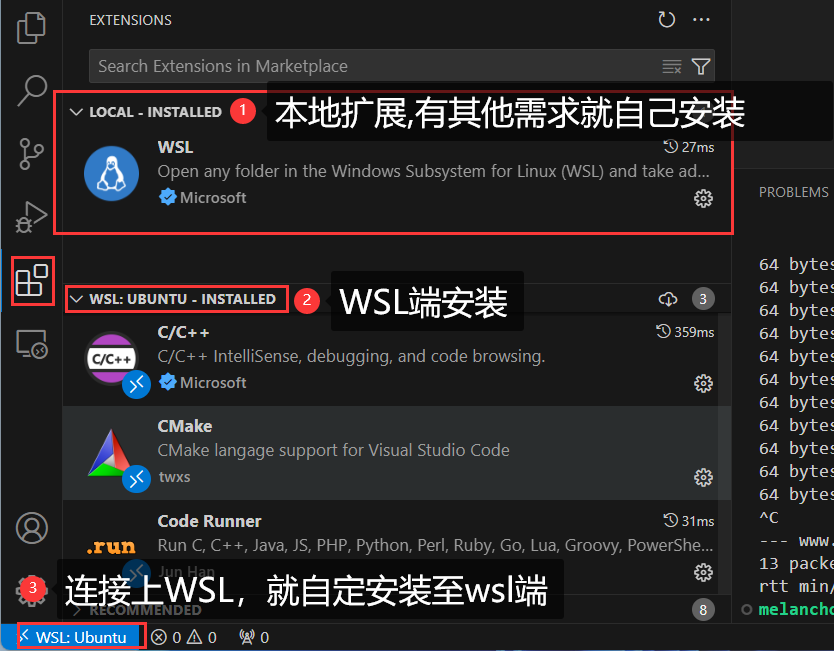 EXTENSIONS
Search Extensions in Marketplace
LOCAL - INSTALLED
1
本地扩展,有其他需求就自己安装
WSL
27ms
Open any folder in the Windows Subsystem for Linux (WSL) and take ad...
Microsoft
WSL: UBUNTU - INSTALLED
2
WSL端安装
3
C/C++
C/C++
359ms
C/C++ IntelliSense, debugging, and code browsing.
Microsoft
CMake
CMake langage support for Visual Studio Code
twxs
Code Runner
31ms
.run
Run C, C++, Java, JS, PHP, Python, Perl, Ruby, Go, Lua, Groovy, PowerShe...
Jun Han
3
连接上WSL，就自定安装至wsl端
RECOMMENDED
8
WSL: Ubuntu
0
0
0
PROBLEMS
64 bytes
64 bytes
64 bytes
64 bytes
64 bytes
64 bytes
64 bytes
64 bytes
64 bytes
64 bytes
64 bytes
^C
--- www.
13 packe
rtt min/
melancho